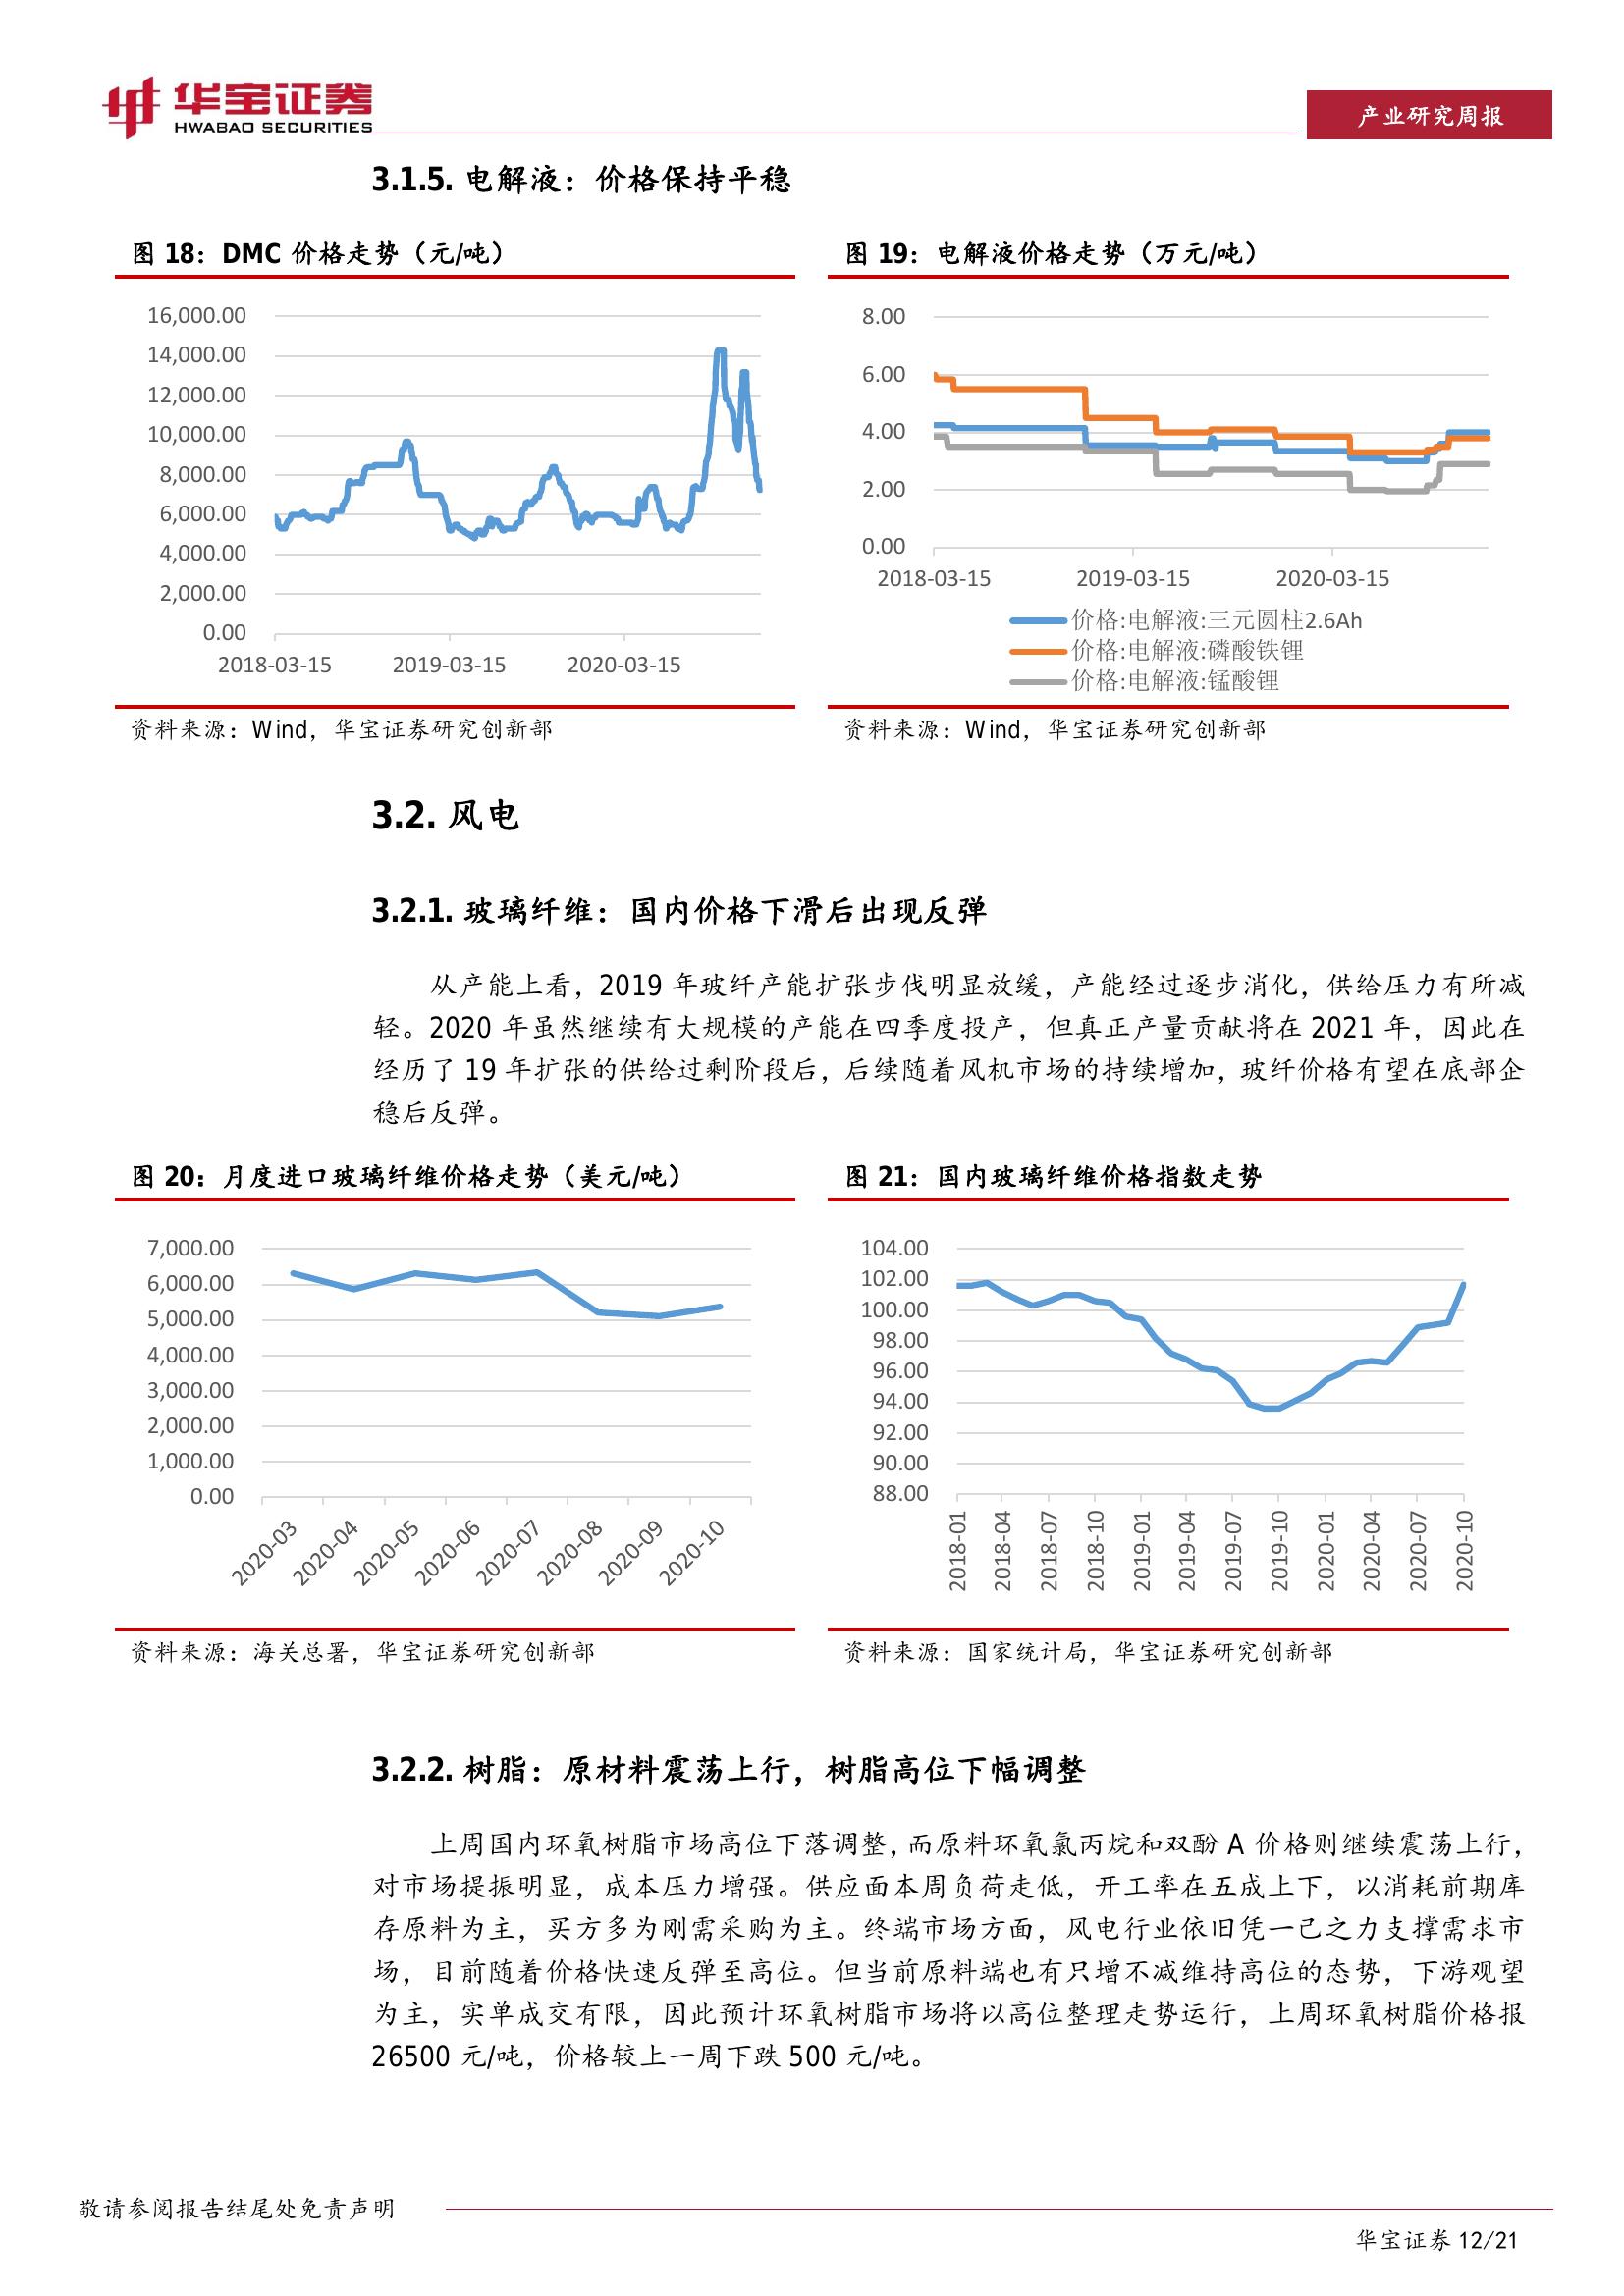 华宝证券
HWABAO SECURITIES
产业研究周报
3.1.5. 电解液：价格保持平稳
图 18：DMC 价格走势（元/吨）
16,000.00
14,000.00
12,000.00
10,000.00
8,000.00
6,000.00
4,000.00
2,000.00
0.00
2018-03-15 2019-03-15 2020-03-15
资料来源：Wind，华宝证券研究创新部
图 19：电解液价格走势（万元/吨）
8.00
6.00
4.00
2.00
0.00
2018-03-15 2019-03-15 2020-03-15
价格:电解液:三元圆柱2.6Ah
价格:电解液:磷酸铁锂
价格:电解液:锰酸锂
资料来源：Wind，华宝证券研究创新部
3.2. 风电
3.2.1. 玻璃纤维：国内价格下滑后出现反弹
从产能上看，2019 年玻纤产能扩张步伐明显放缓，产能经过逐步消化，供给压力有所减
轻。2020 年虽然继续有大规模的产能在四季度投产，但真正产量贡献将在 2021 年，因此在
经历了 19 年扩张的供给过剩阶段后，后续随着风机市场的持续增加，玻纤价格有望在底部企
稳后反弹。
图 20：月度进口玻璃纤维价格走势（美元/吨）
7,000.00
6,000.00
5,000.00
4,000.00
3,000.00
2,000.00
1,000.00
0.00
2020-03 2020-04 2020-05 2020-06 2020-07 2020-08 2020-09 2020-10
资料来源：海关总署，华宝证券研究创新部
图 21：国内玻璃纤维价格指数走势
104.00
102.00
100.00
98.00
96.00
94.00
92.00
90.00
88.00
2018-01 2018-04 2018-07 2018-10 2019-01 2019-04 2019-07 2019-10 2020-01 2020-04 2020-07 2020-10
资料来源：国家统计局，华宝证券研究创新部
3.2.2. 树脂：原材料震荡上行，树脂高位下幅调整
上周国内环氧树脂市场高位下落调整，而原料环氧氯丙烷和双酚 A 价格则继续震荡上行，
对市场提振明显，成本压力增强。供应面本周负荷走低，开工率在五成上下，以消耗前期库
存原料为主，买方多为刚需采购为主。终端市场方面，风电行业依旧凭一己之力支撑需求市
场，目前随着价格快速反弹至高位。但当前原料端也有只增不减维持高位的态势，下游观望
为主，实单成交有限，因此预计环氧树脂市场将以高位整理走势运行，上周环氧树脂价格报
26500 元/吨，价格较上一周下跌 500 元/吨。
敬请参阅报告结尾处免责声明
华宝证券 12/21